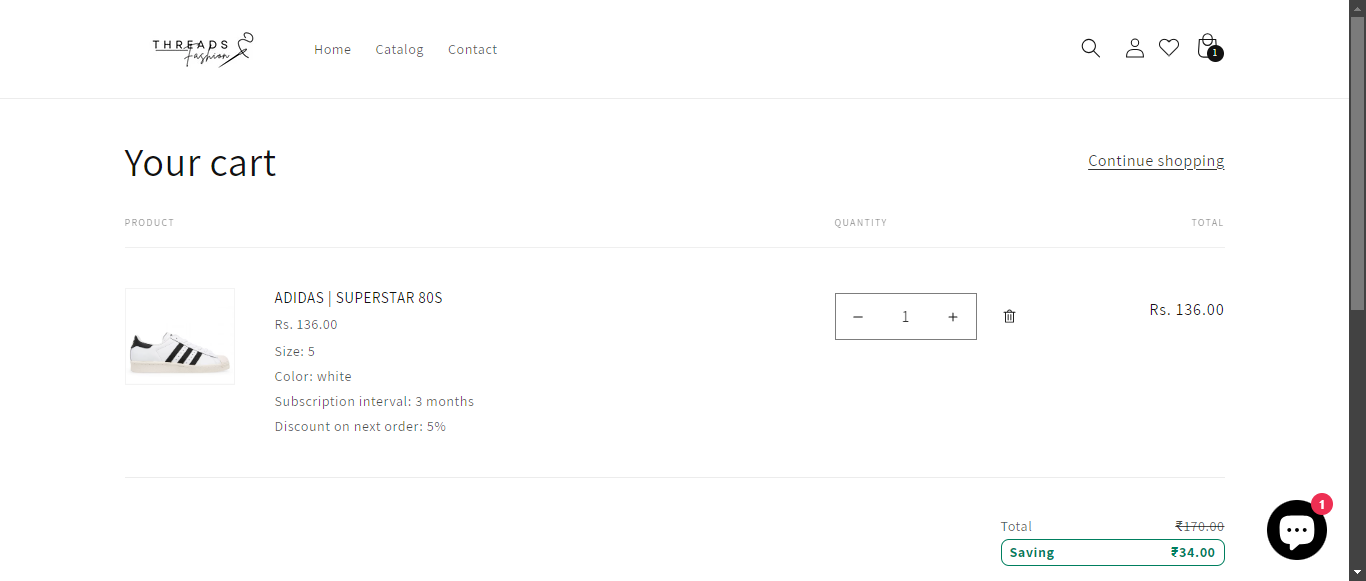 THREADS
Fashion
Home Catalog Contact
1
Your cart
Continue shopping
PRODUCT QUANTITY TOTAL
ADIDAS | SUPERSTAR 80S
Rs. 136.00
Size: 5
Color: white
Subscription interval: 3 months
Discount on next order: 5%
− 1 +
Rs. 136.00
1
Total ₹170.00
Saving ₹34.00